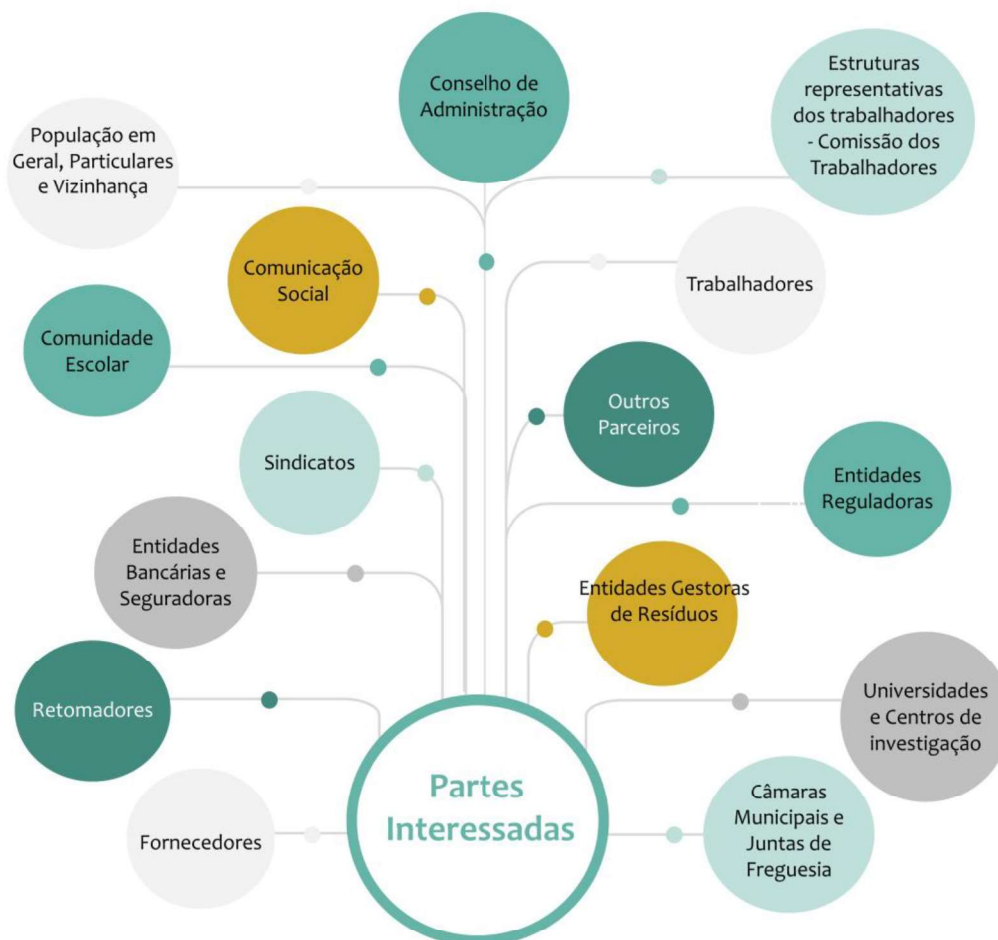 Conselho de
Administração
Estruturas
representativas
dos trabalhadores
- Comissão dos
Trabalhadores
População em
Geral, Particulares
e Vizinhança
Comunicação
Social
Trabalhadores
Comunidade
Escolar
Outros
Parceiros
Sindicatos
Entidades
Reguladoras
Entidades
Bancárias e
Seguradoras
Entidades Gestoras
de Resíduos
Retomadores
Universidades
e Centros de
investigação
Partes
Interessadas
Fornecedores
Câmaras
Municipais e
Juntas de
Freguesia